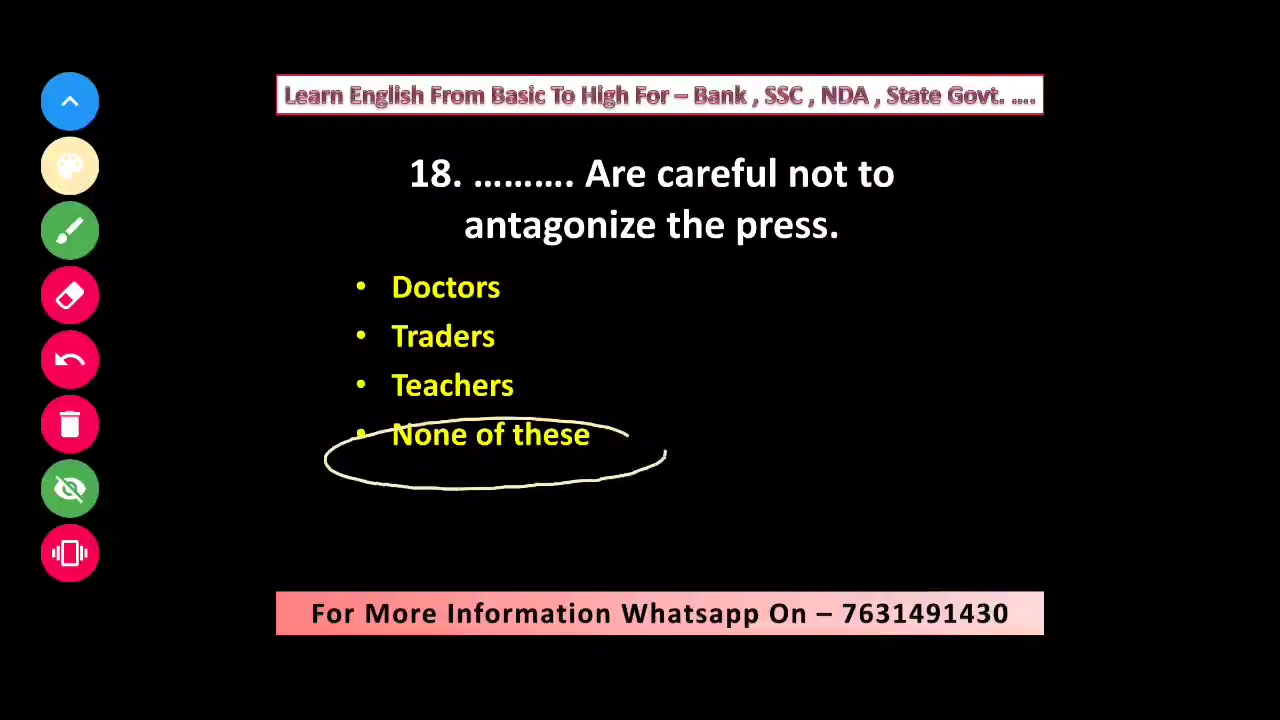 Learn English From Basic To High For – Bank , SSC , NDA , State Govt. ....
18. .......... Are careful not to
antagonize the press.
• Doctors
• Traders
• Teachers
• None of these
For More Information Whatsapp On – 7631491430